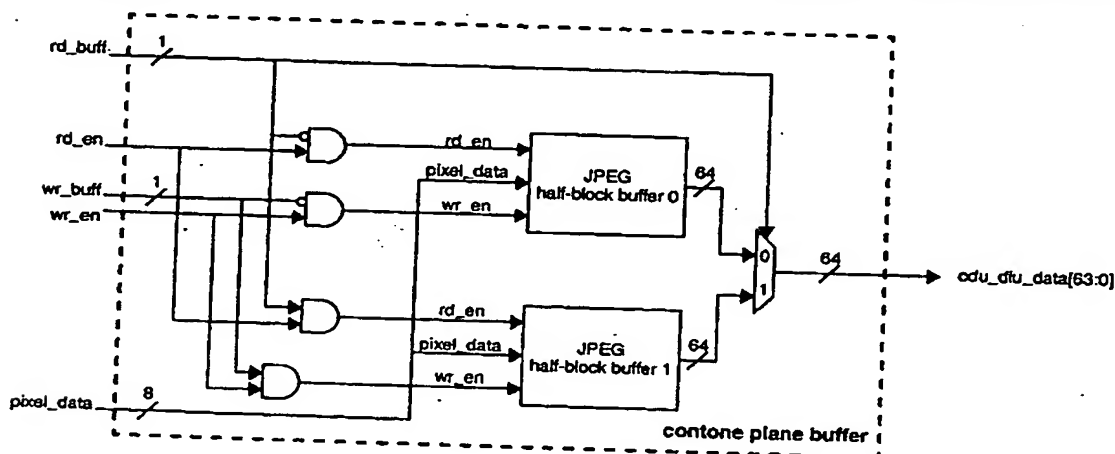 rd_buff
1
rd_en
wr_buff
1
wr_en
pixel_data
8
rd_en
pixel_data
wr_en
JPEG
half-block buffer 0
64
rd_en
pixel_data
wr_en
JPEG
half-block buffer 1
64
0
1
64
cdu_diu_data[63:0]
contone plane buffer